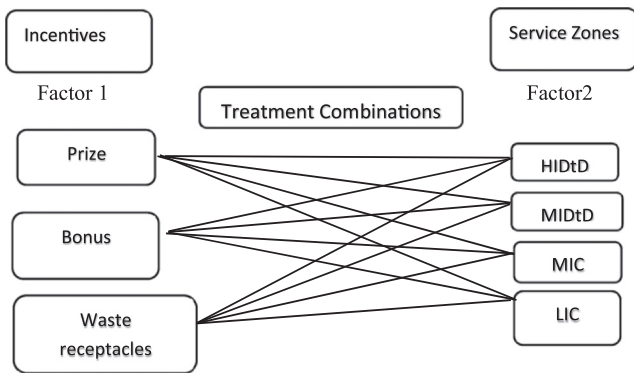 Incentives
Service Zones
Factor 1
Factor2
Treatment Combinations
Prize
HIDtD
MIDtD
Bonus
MIC
Waste
receptacles
LIC